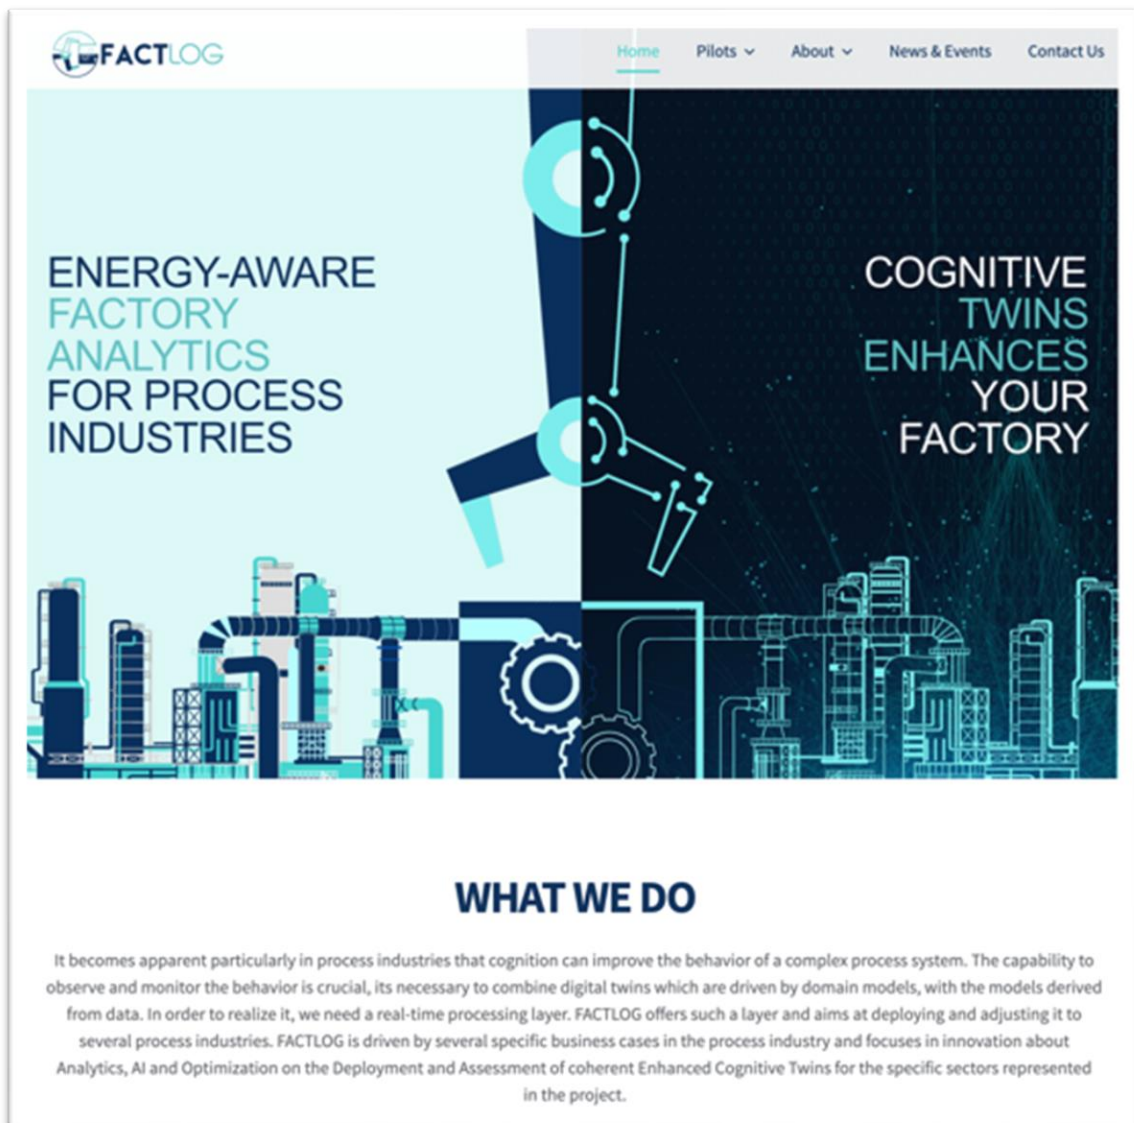 FACTLOG
Home Pilots About News & Events Contact Us
ENERGY-AWARE
FACTORY
ANALYTICS
FOR PROCESS
INDUSTRIES
COGNITIVE
TWINS
ENHANCES
YOUR
FACTORY
WHAT WE DO
It becomes apparent particularly in process industries that cognition can improve the behavior of a complex process system. The capability to
observe and monitor the behavior is crucial, its necessary to combine digital twins which are driven by domain models, with the models derived
from data. In order to realize it, we need a real-time processing layer. FACTLOG offers such a layer and aims at deploying and adjusting it to
several process industries. FACTLOG is driven by several specific business cases in the process industry and focuses in innovation about
Analytics, AI and Optimization on the Deployment and Assessment of coherent Enhanced Cognitive Twins for the specific sectors represented
in the project.